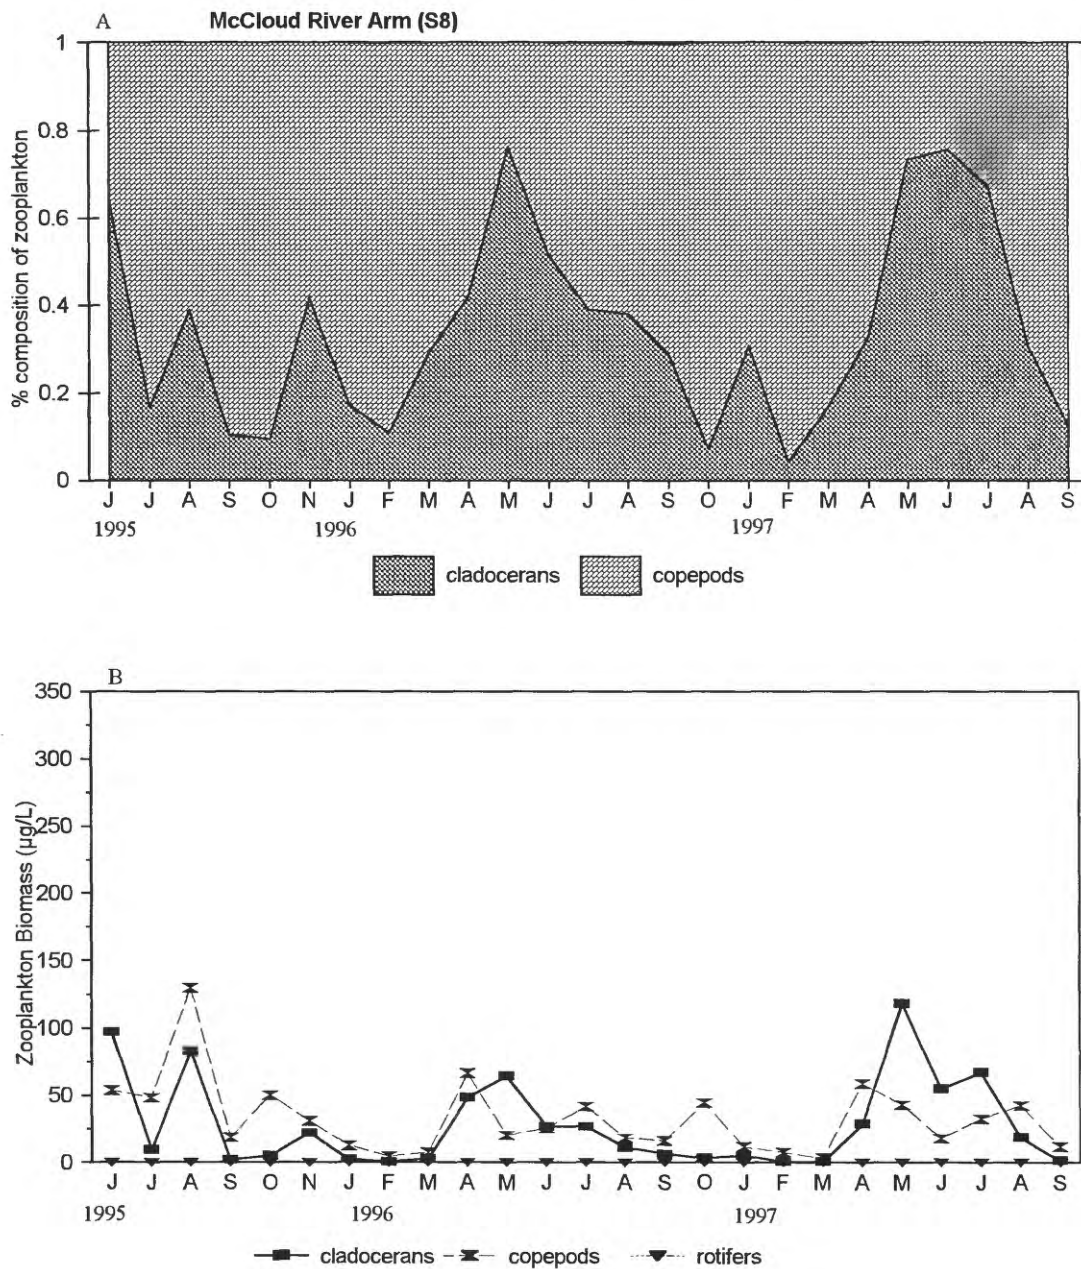 A
McCloud River Arm (S8)
% composition of zooplankton
1
0.8
0.6
0.4
0.2
0
J J A S O N J F M A M J J A S O J F M A M J J A S
1995 1996 1997
cladocerans copepods
B
Zooplankton Biomass (µg/L)
350
300
250
200
150
100
50
0
J J A S O N J F M A M J J A S O J F M A M J J A S
1995 1996 1997
cladocerans copepods rotifers